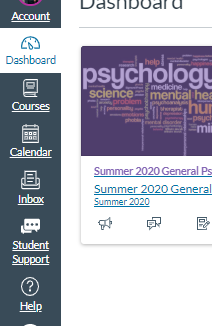 Account
Dashboard
Courses
Calendar
Inbox
Student
Support
Help
Dashboard
help
psychology
medicine
science
mental
problem
Summer 2020 General Ps
Summer 2020 General
Summer 2020